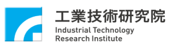 工業技術研究院
Industrial Technology
Research Institute